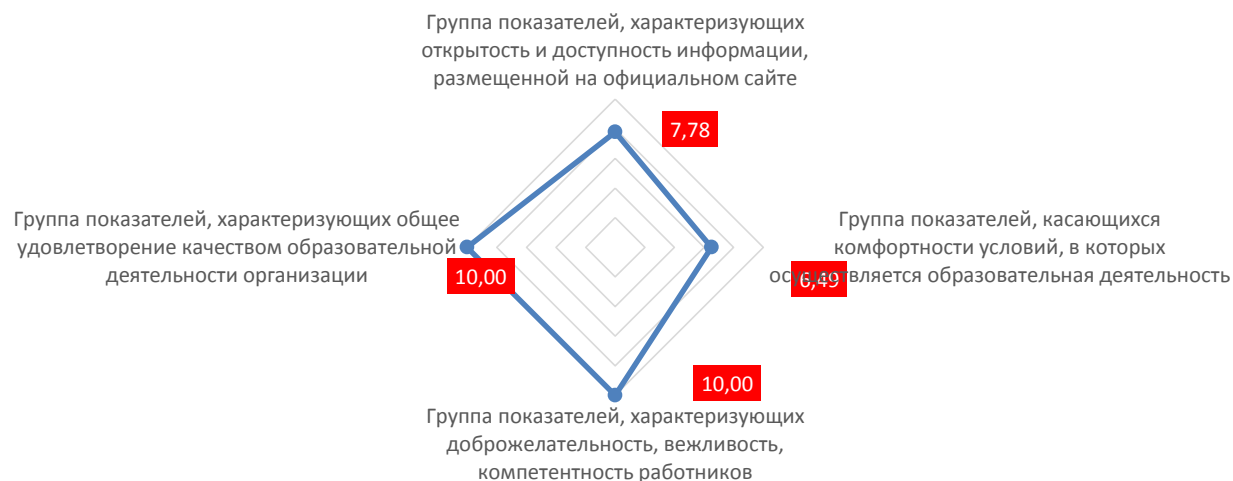 Группа показателей, характеризующих
открытость и доступность информации,
размещенной на официальном сайте
7,78
Группа показателей, характеризующих общее
удовлетворение качеством образовательной
деятельности организации
10,00
Группа показателей, касающихся
комфортности условий, в которых
осуществляется образовательная деятельность
6,49
10,00
Группа показателей, характеризующих
доброжелательность, вежливость,
компетентность работников